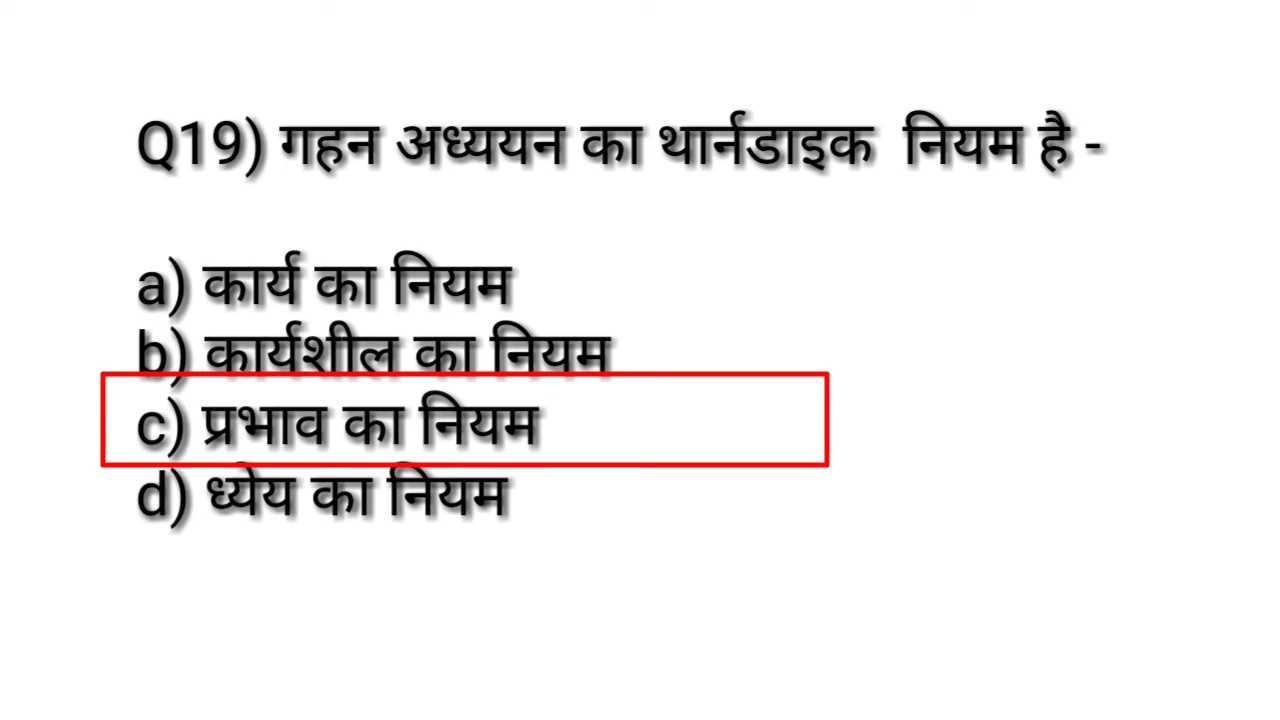 Q19) गहन अध्ययन का थार्नडाइक नियम है -
a) कार्य का नियम
b) कार्यशील का नियम
c) प्रभाव का नियम
d) ध्येय का नियम